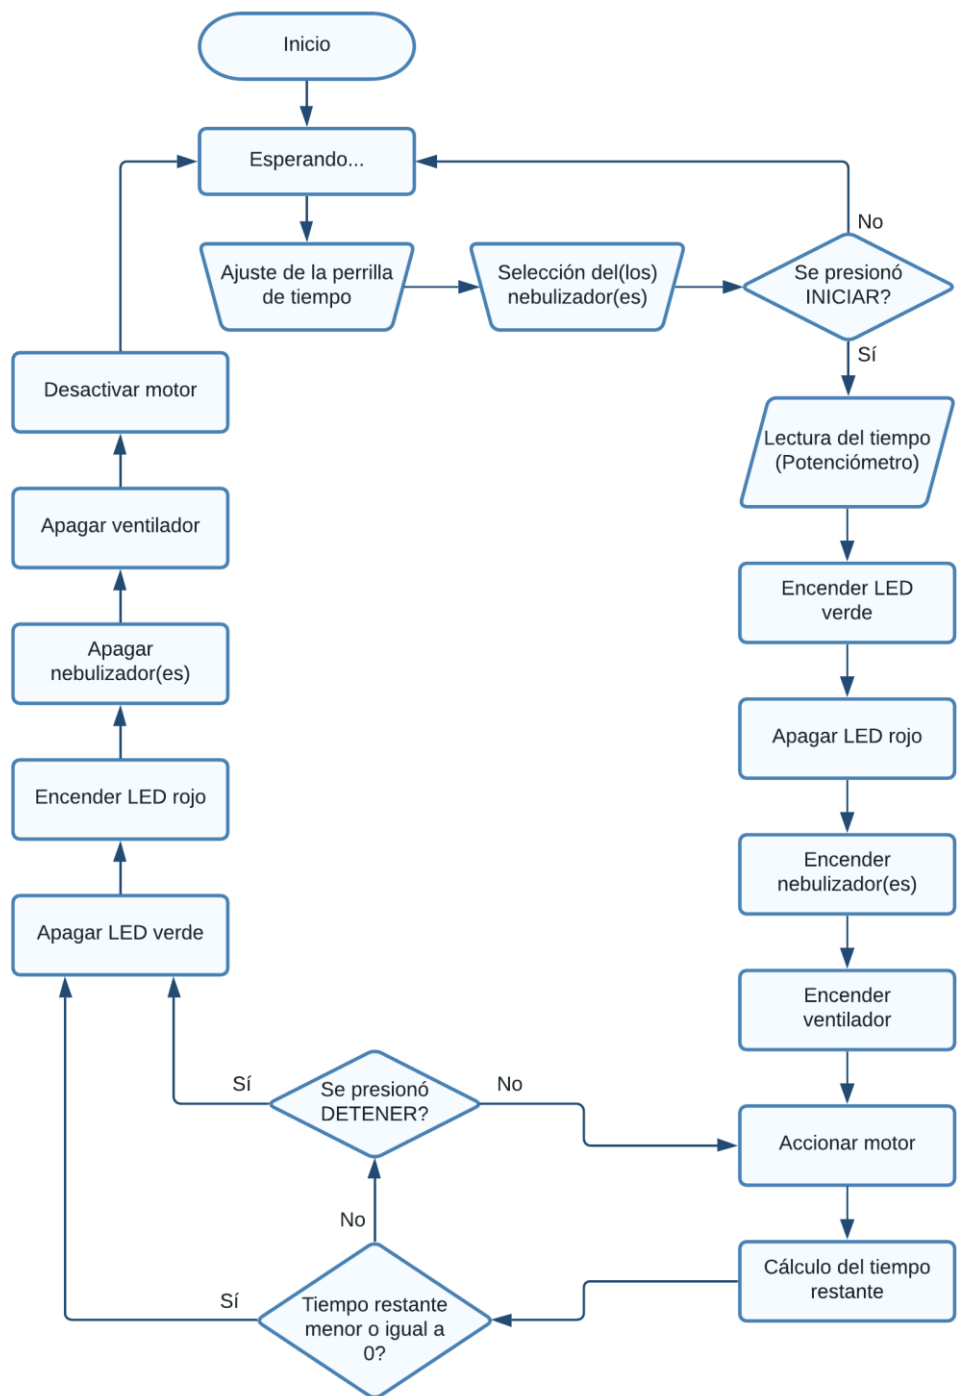 Inicio
Esperando...
No
Ajuste de la perrilla
de tiempo
Selección del(los)
nebulizador(es)
Se presionó
INICIAR?
Sí
Lectura del tiempo
(Potenciómetro)
Encender LED
verde
Apagar LED rojo
Encender
nebulizador(es)
Encender
ventilador
Accionar motor
Cálculo del tiempo
restante
Tiempo restante
menor o igual a
0?
Sí
No
Se presionó
DETENER?
No
Sí
Apagar LED verde
Encender LED rojo
Apagar
nebulizador(es)
Apagar ventilador
Desactivar motor